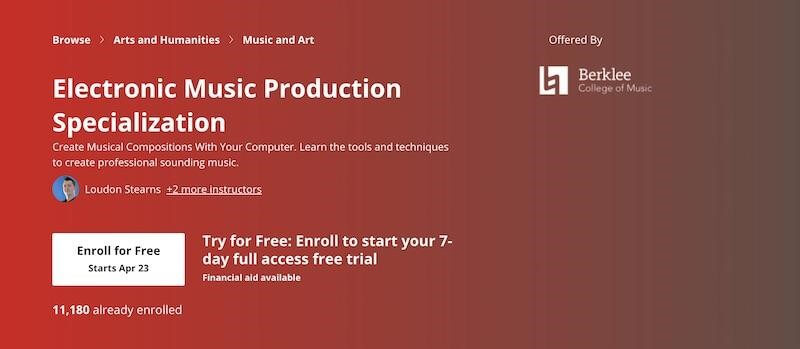 Browse > Arts and Humanities > Music and Art
Offered By
Berklee
College of Music
Electronic Music Production
Specialization
Create Musical Compositions With Your Computer. Learn the tools and techniques
to create professional sounding music.
Loudon Stearns +2 more instructors
Enroll for Free
Starts Apr 23
Try for Free: Enroll to start your 7-
day full access free trial
Financial aid available
11,180 already enrolled